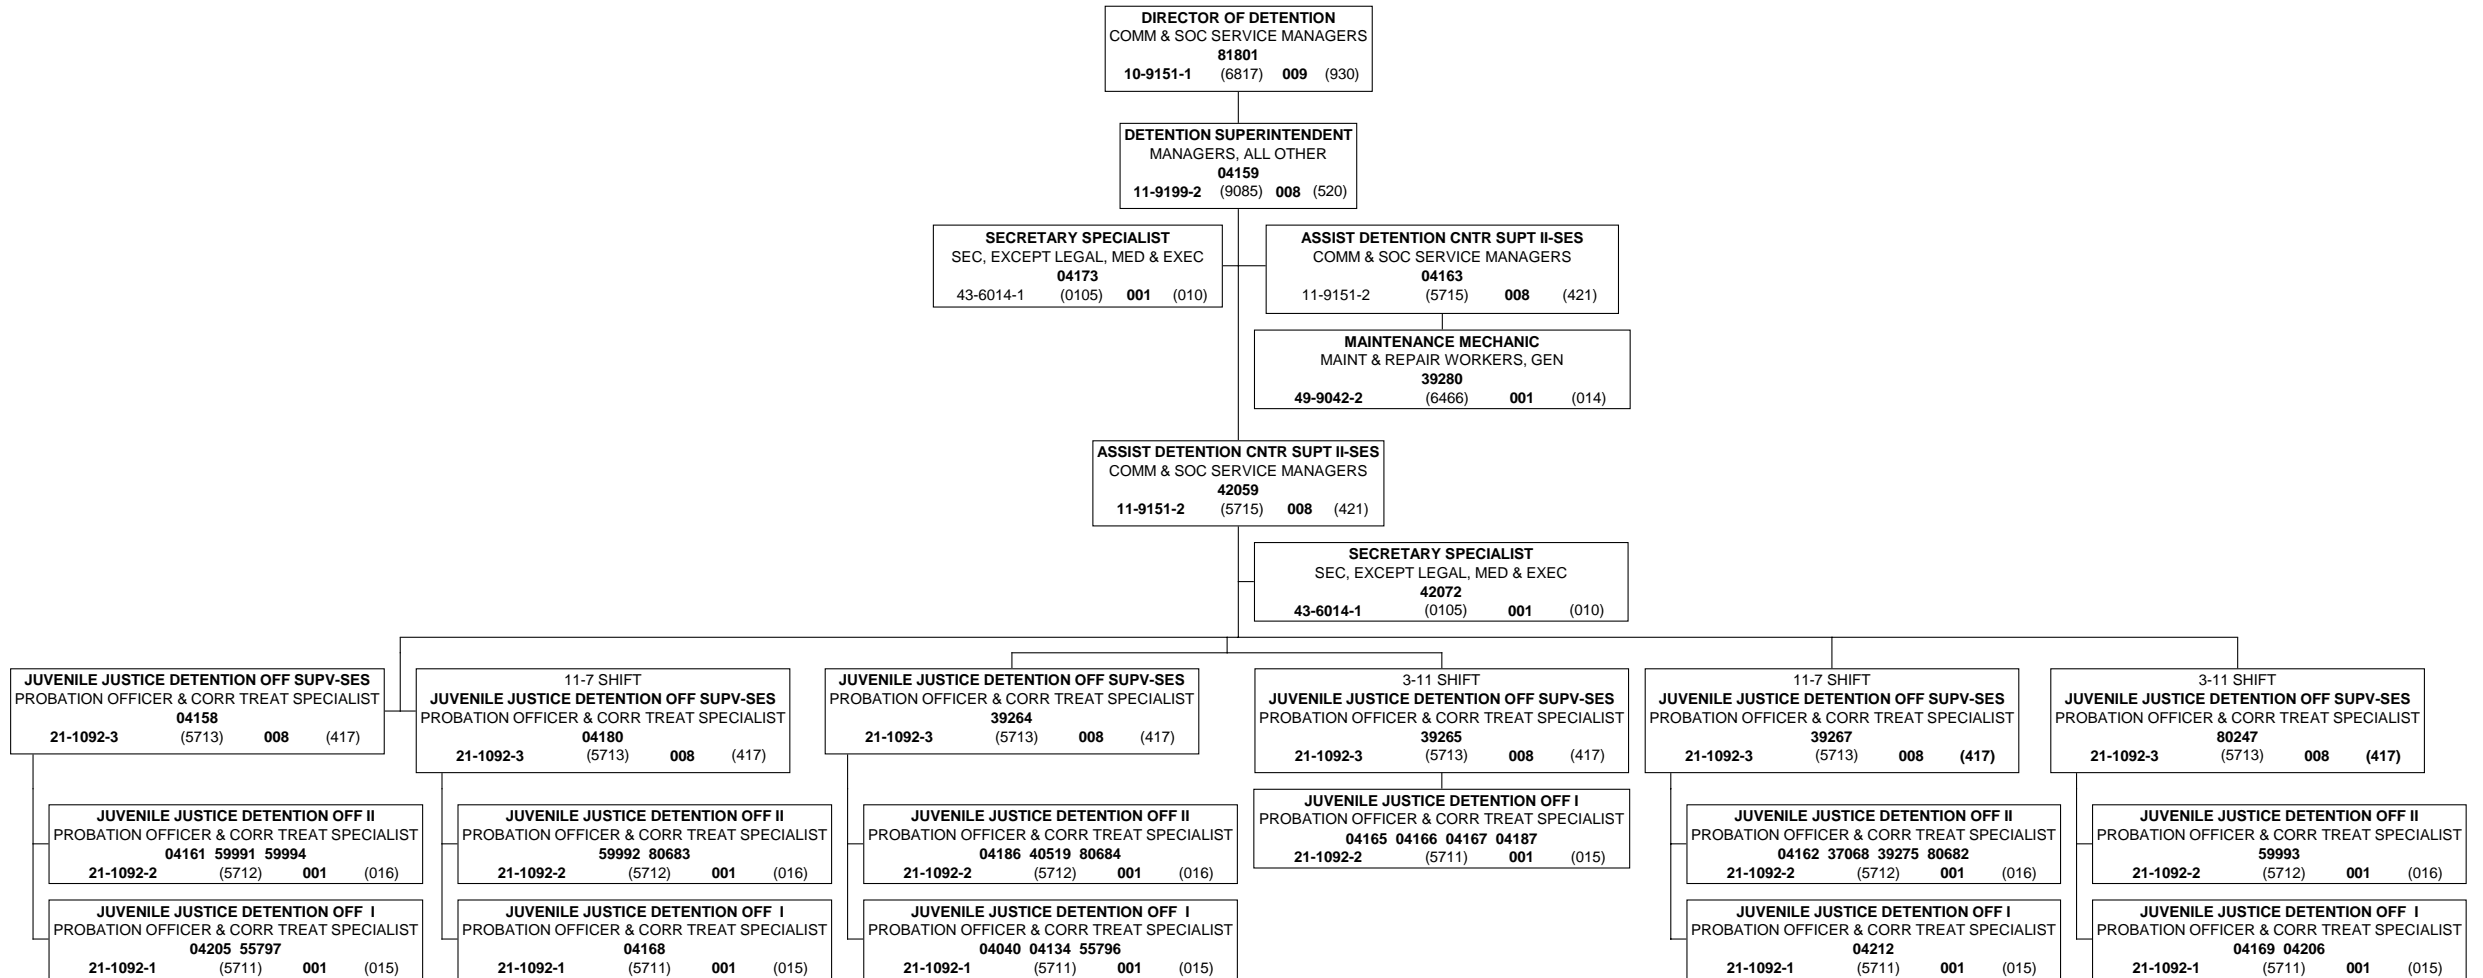 DIRECTOR OF DETENTION
COMM & SOC SERVICE MANAGERS
81801
10-9151-1 (6817) 009 (930)
DETENTION SUPERINTENDENT
MANAGERS, ALL OTHER
04159
11-9199-2 (9085) 008 (520)
SECRETARY SPECIALIST
SEC, EXCEPT LEGAL, MED & EXEC
04173
43-6014-1 (0105) 001 (010)
ASSIST DETENTION CNTR SUPT II-SES
COMM & SOC SERVICE MANAGERS
04163
11-9151-2 (5715) 008 (421)
MAINTENANCE MECHANIC
MAINT & REPAIR WORKERS, GEN
39280
49-9042-2 (6466) 001 (014)
ASSIST DETENTION CNTR SUPT II-SES
COMM & SOC SERVICE MANAGERS
42059
11-9151-2 (5715) 008 (421)
SECRETARY SPECIALIST
SEC, EXCEPT LEGAL, MED & EXEC
42072
43-6014-1 (0105) 001 (010)
JUVENILE JUSTICE DETENTION OFF SUPV-SES
PROBATION OFFICER & CORR TREAT SPECIALIST
04158
21-1092-3 (5713) 008 (417)
11-7 SHIFT
JUVENILE JUSTICE DETENTION OFF SUPV-SES
PROBATION OFFICER & CORR TREAT SPECIALIST
04180
21-1092-3 (5713) 008 (417)
JUVENILE JUSTICE DETENTION OFF SUPV-SES
PROBATION OFFICER & CORR TREAT SPECIALIST
39264
21-1092-3 (5713) 008 (417)
3-11 SHIFT
JUVENILE JUSTICE DETENTION OFF SUPV-SES
PROBATION OFFICER & CORR TREAT SPECIALIST
39265
21-1092-3 (5713) 008 (417)
11-7 SHIFT
JUVENILE JUSTICE DETENTION OFF SUPV-SES
PROBATION OFFICER & CORR TREAT SPECIALIST
39267
21-1092-3 (5713) 008 (417)
3-11 SHIFT
JUVENILE JUSTICE DETENTION OFF SUPV-SES
PROBATION OFFICER & CORR TREAT SPECIALIST
80247
21-1092-3 (5713) 008 (417)
JUVENILE JUSTICE DETENTION OFF II
PROBATION OFFICER & CORR TREAT SPECIALIST
04161 59991 59994
21-1092-2 (5712) 001 (016)
JUVENILE JUSTICE DETENTION OFF II
PROBATION OFFICER & CORR TREAT SPECIALIST
59992 80683
21-1092-2 (5712) 001 (016)
JUVENILE JUSTICE DETENTION OFF II
PROBATION OFFICER & CORR TREAT SPECIALIST
04186 40519 80684
21-1092-2 (5712) 001 (016)
JUVENILE JUSTICE DETENTION OFF I
PROBATION OFFICER & CORR TREAT SPECIALIST
04165 04166 04167 04187
21-1092-2 (5711) 001 (015)
JUVENILE JUSTICE DETENTION OFF II
PROBATION OFFICER & CORR TREAT SPECIALIST
04162 37068 39275 80682
21-1092-2 (5712) 001 (016)
JUVENILE JUSTICE DETENTION OFF II
PROBATION OFFICER & CORR TREAT SPECIALIST
59993
21-1092-2 (5712) 001 (016)
JUVENILE JUSTICE DETENTION OFF I
PROBATION OFFICER & CORR TREAT SPECIALIST
04205 55797
21-1092-1 (5711) 001 (015)
JUVENILE JUSTICE DETENTION OFF I
PROBATION OFFICER & CORR TREAT SPECIALIST
04168
21-1092-1 (5711) 001 (015)
JUVENILE JUSTICE DETENTION OFF I
PROBATION OFFICER & CORR TREAT SPECIALIST
04040 04134 55796
21-1092-1 (5711) 001 (015)
JUVENILE JUSTICE DETENTION OFF I
PROBATION OFFICER & CORR TREAT SPECIALIST
04212
21-1092-1 (5711) 001 (015)
JUVENILE JUSTICE DETENTION OFF I
PROBATION OFFICER & CORR TREAT SPECIALIST
04169 04206
21-1092-1 (5711) 001 (015)